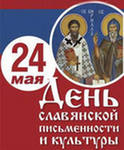 24
мая
День
славянской
письменности
и культуры